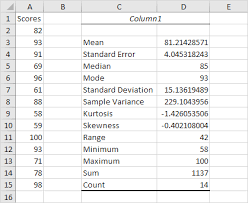 A B C D E
1 Scores Column1
2 82
3 93 Mean 81.21428571
4 91 Standard Error 4.045318243
5 69 Median 85
6 96 Mode 93
7 61 Standard Deviation 15.13619489
8 88 Sample Variance 229.1043956
9 58 Kurtosis -1.426053506
10 59 Skewness -0.402108004
11 100 Range 42
12 93 Minimum 58
13 71 Maximum 100
14 78 Sum 1137
15 98 Count 14
16